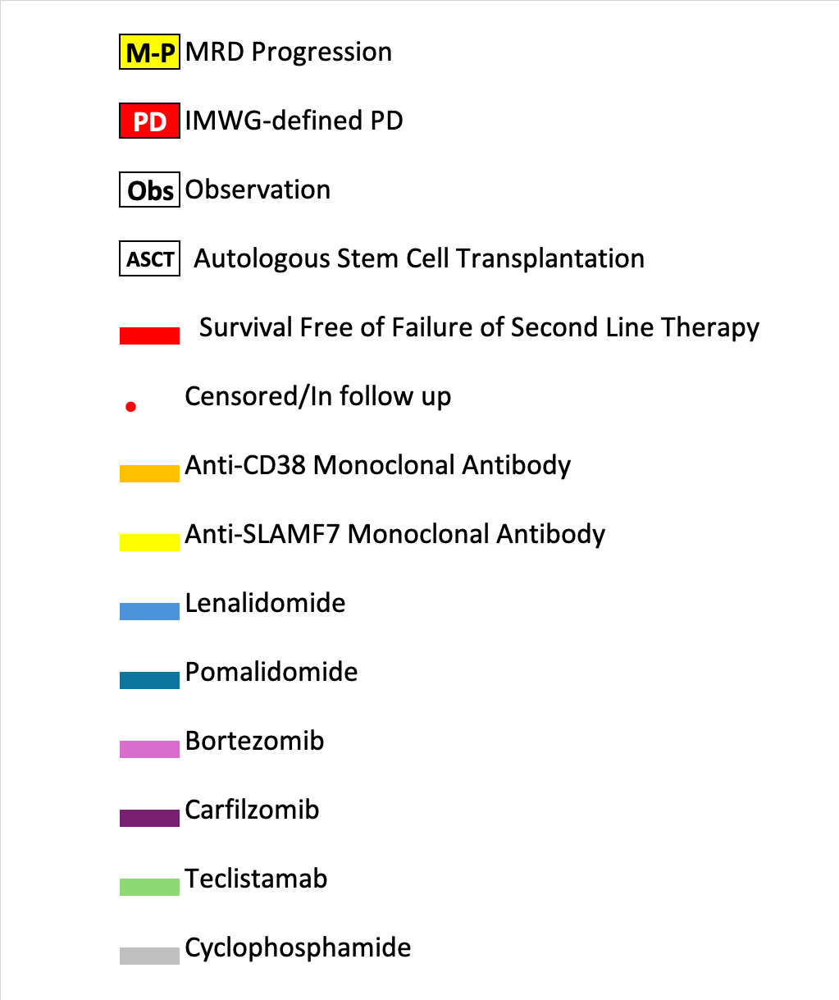 M-P MRD Progression
PD IMWG-defined PD
Obs Observation
ASCT Autologous Stem Cell Transplantation
Survival Free of Failure of Second Line Therapy
Censored/In follow up
Anti-CD38 Monoclonal Antibody
Anti-SLAMF7 Monoclonal Antibody
Lenalidomide
Pomalidomide
Bortezomib
Carfilzomib
Teclistamab
Cyclophosphamide